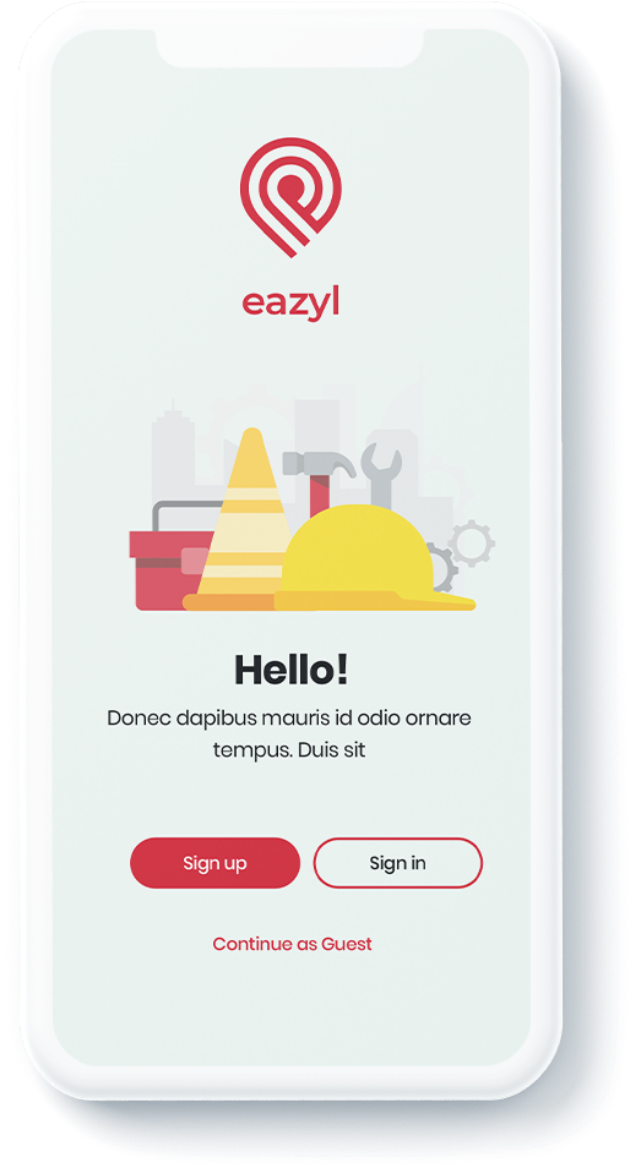 eazyl
Hello!
Donec dapibus mauris id odio ornare
tempus. Duis sit
Sign up
Sign in
Continue as Guest